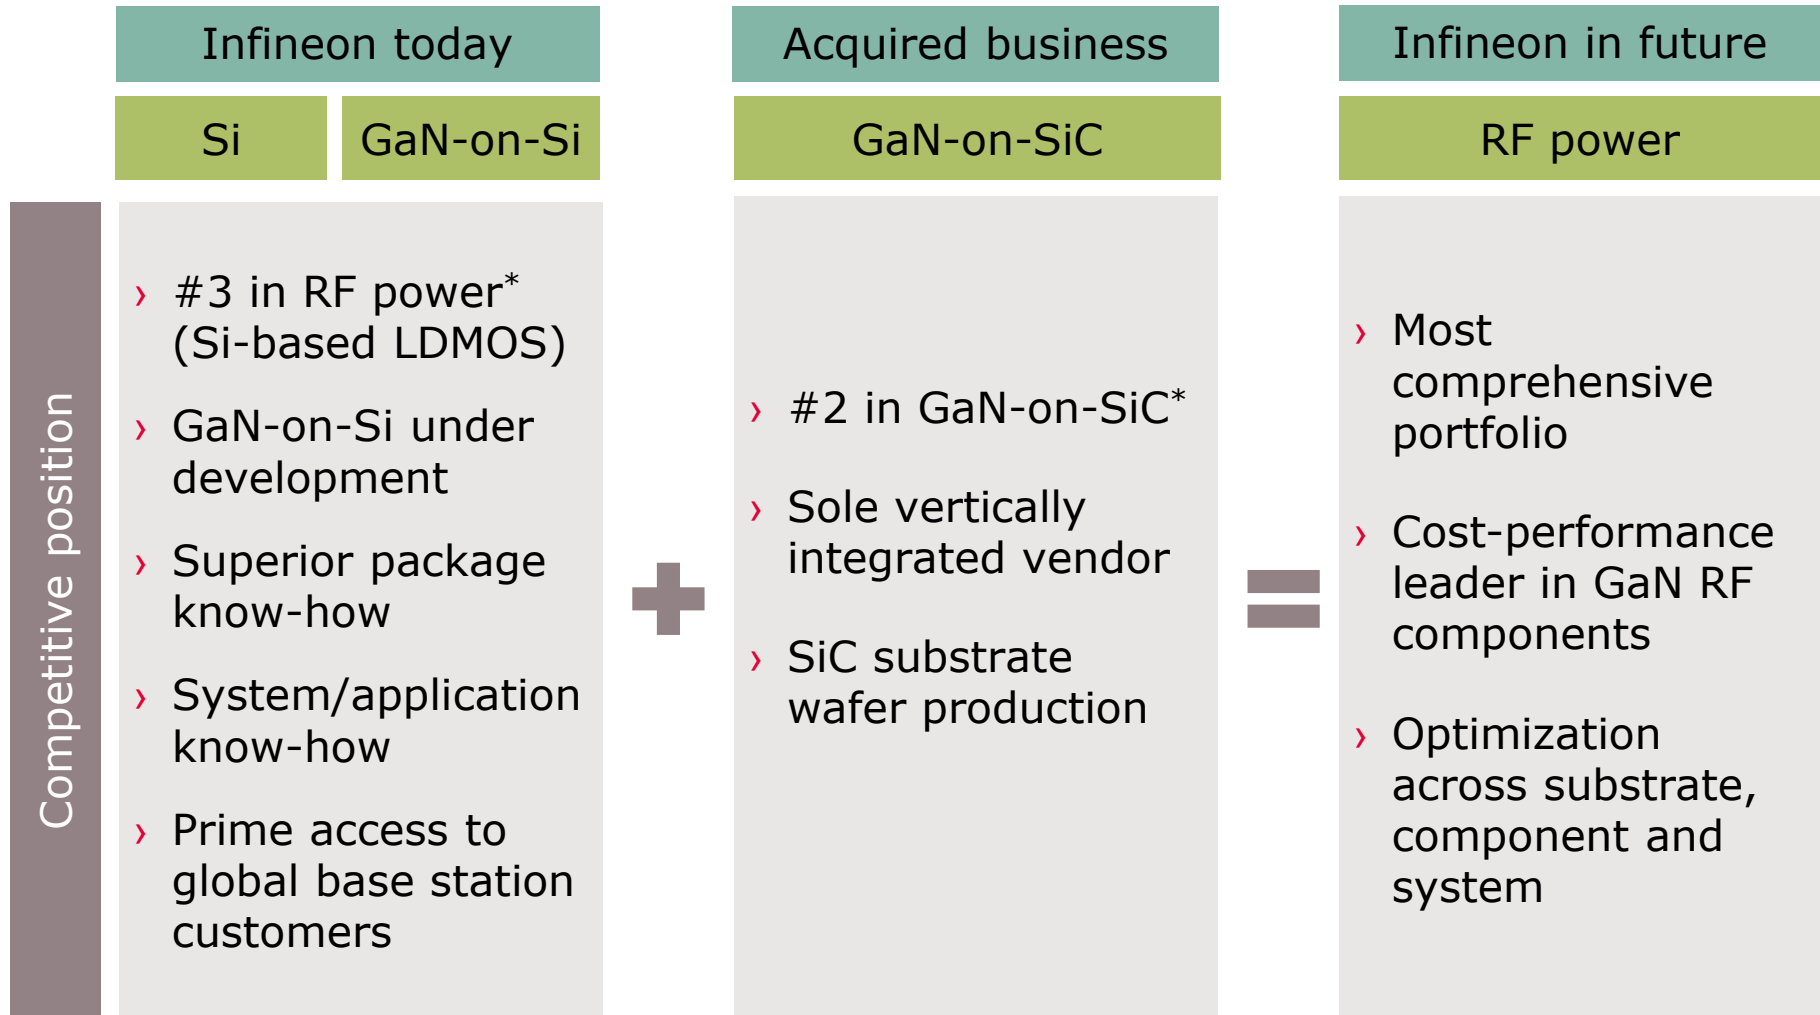 Infineon today
Acquired business
Infineon in future
Si
GaN-on-Si
GaN-on-SiC
RF power
Competitive position
› #3 in RF power*
(Si-based LDMOS)
› GaN-on-Si under
development
› Superior package
know-how
› System/application
know-how
› Prime access to
global base station
customers
› #2 in GaN-on-SiC*
› Sole vertically
integrated vendor
› SiC substrate
wafer production
› Most
comprehensive
portfolio
› Cost-performance
leader in GaN RF
components
› Optimization
across substrate,
component and
system